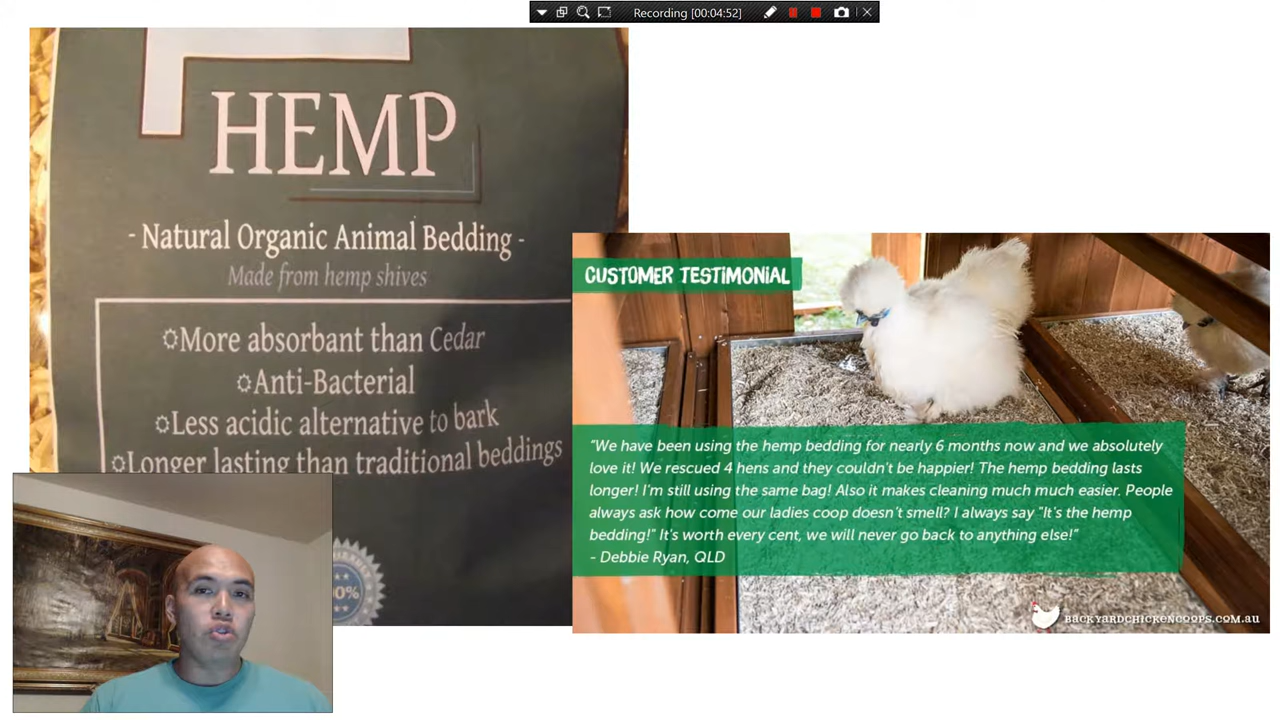 Recording [00:04:52]
HEMP
- Natural Organic Animal Bedding -
Made from hemp shives
More absorbant than Cedar
Anti-Bacterial
Less acidic alternative to bark
Longer lasting than traditional beddings
CUSTOMER TESTIMONIAL
"We have been using the hemp bedding for nearly 6 months now and we absolutely
love it! We rescued 4 hens and they couldn't be happier! The hemp bedding lasts
longer! I'm still using the same bag! Also it makes cleaning much much easier. People
always ask how come our ladies coop doesn't smell? I always say "It's the hemp
bedding!" It's worth every cent, we will never go back to anything else!"
- Debbie Ryan, QLD
BACKYARDCHICKENCOOPS.COM.AU